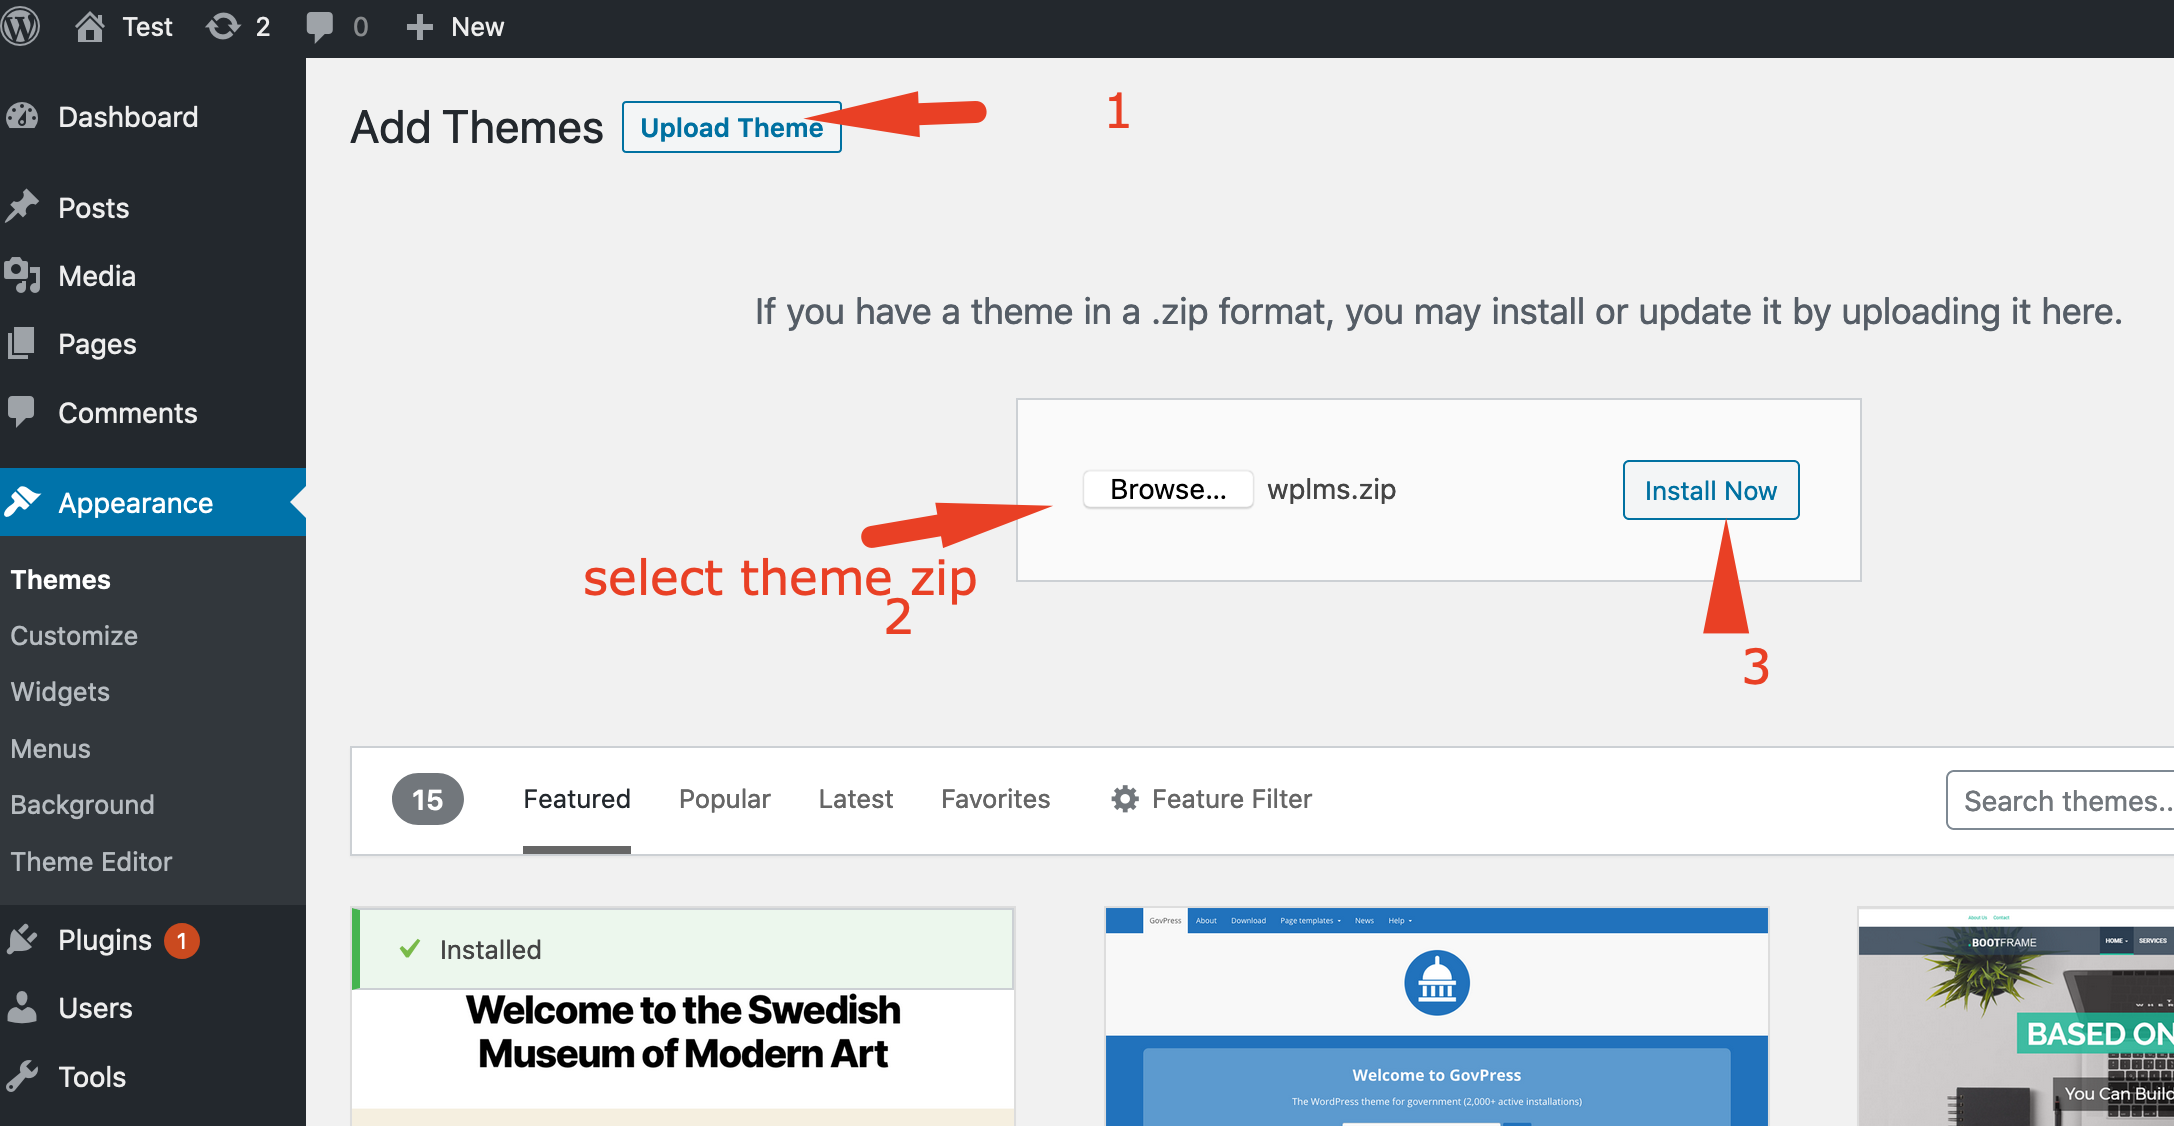 Test 2 0 New
Dashboard
Posts
Media
Pages
Comments
Appearance
Themes
Customize
Widgets
Menus
Background
Theme Editor
Plugins 1
Users
Tools
Add Themes Upload Theme 1
If you have a theme in a .zip format, you may install or update it by uploading it here.
Browse... wplms.zip Install Now
select theme zip
2
3
15 Featured Popular Latest Favorites Feature Filter Search themes..
Installed
Welcome to the Swedish
Museum of Modern Art
GovPress About Download Page templates News Help
Welcome to GovPress
The WordPress theme for government (2,000+ active installations)
About Us Contact
.BOOTFRAME HOME SERVICES
BASED ON
You Can Build